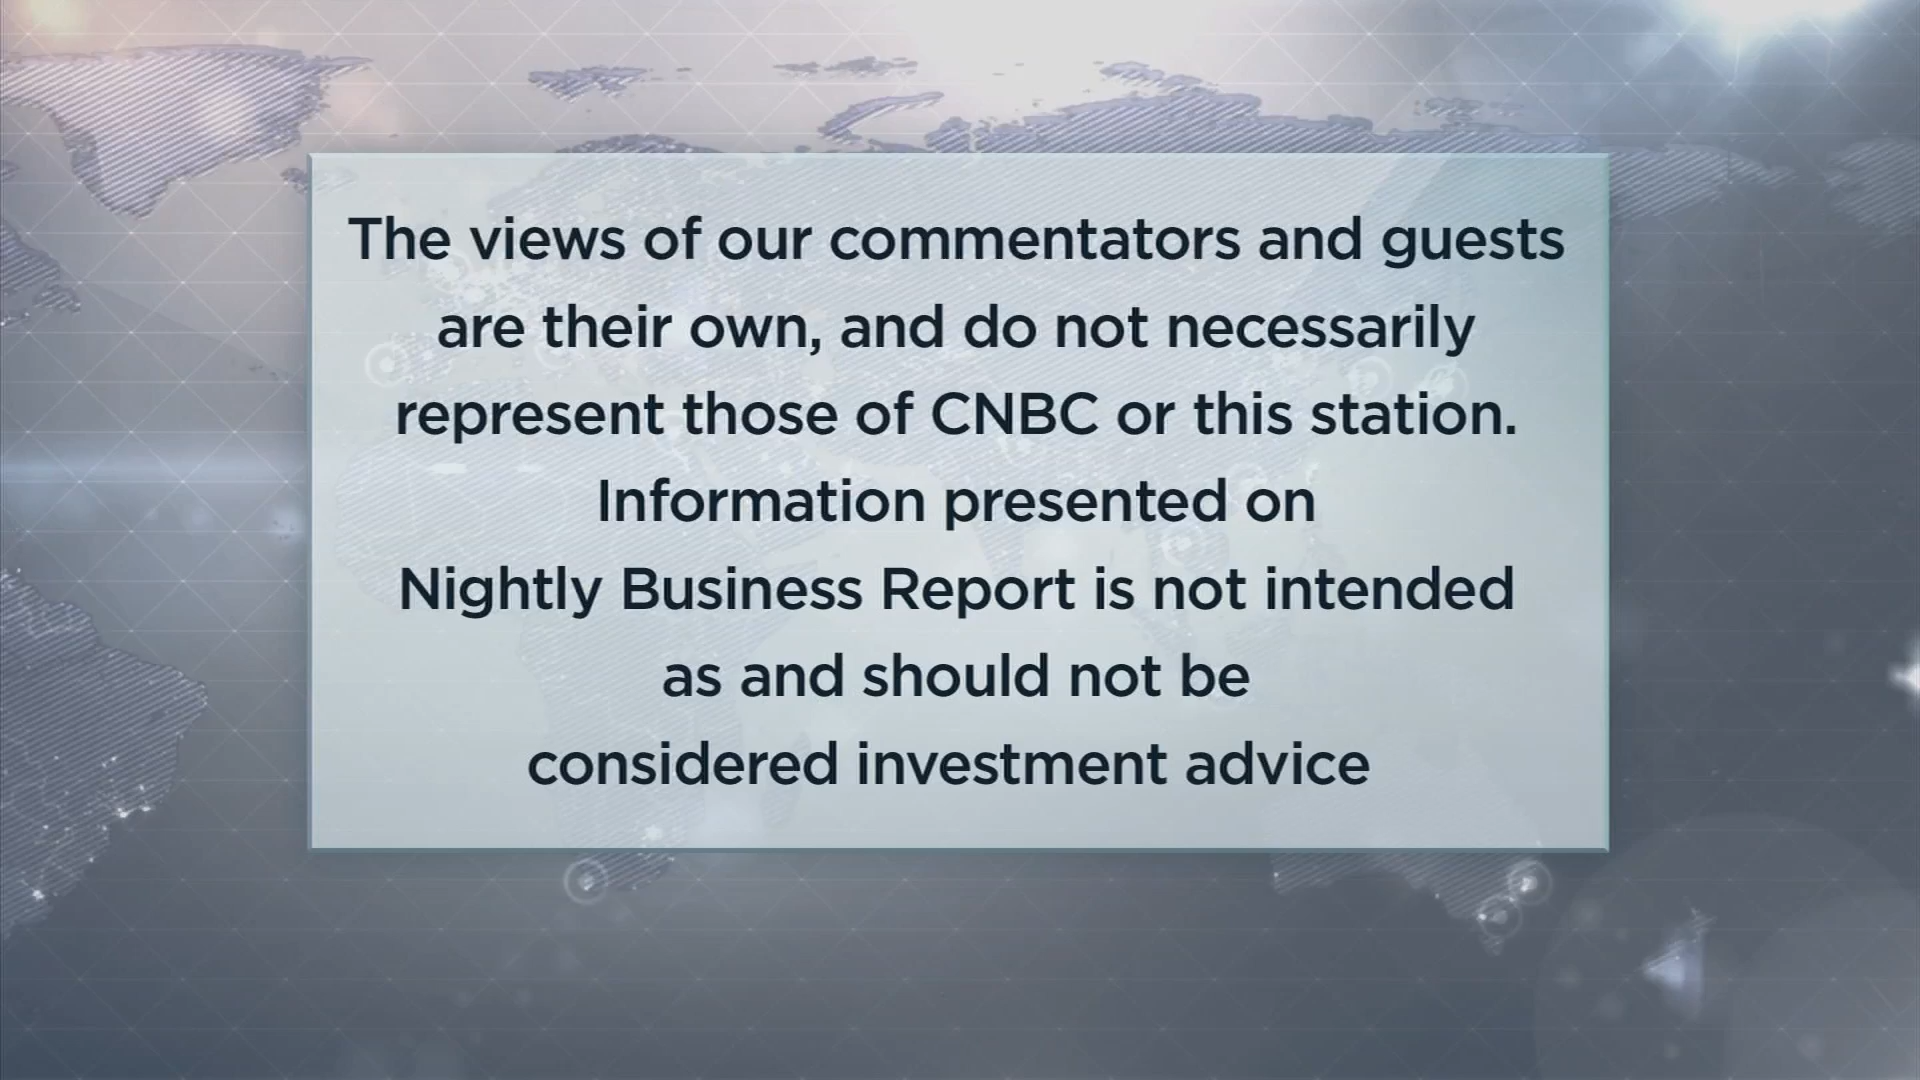 The views of our commentators and guests
are their own, and do not necessarily
represent those of CNBC or this station.
Information presented on
Nightly Business Report is not intended
as and should not be
considered investment advice